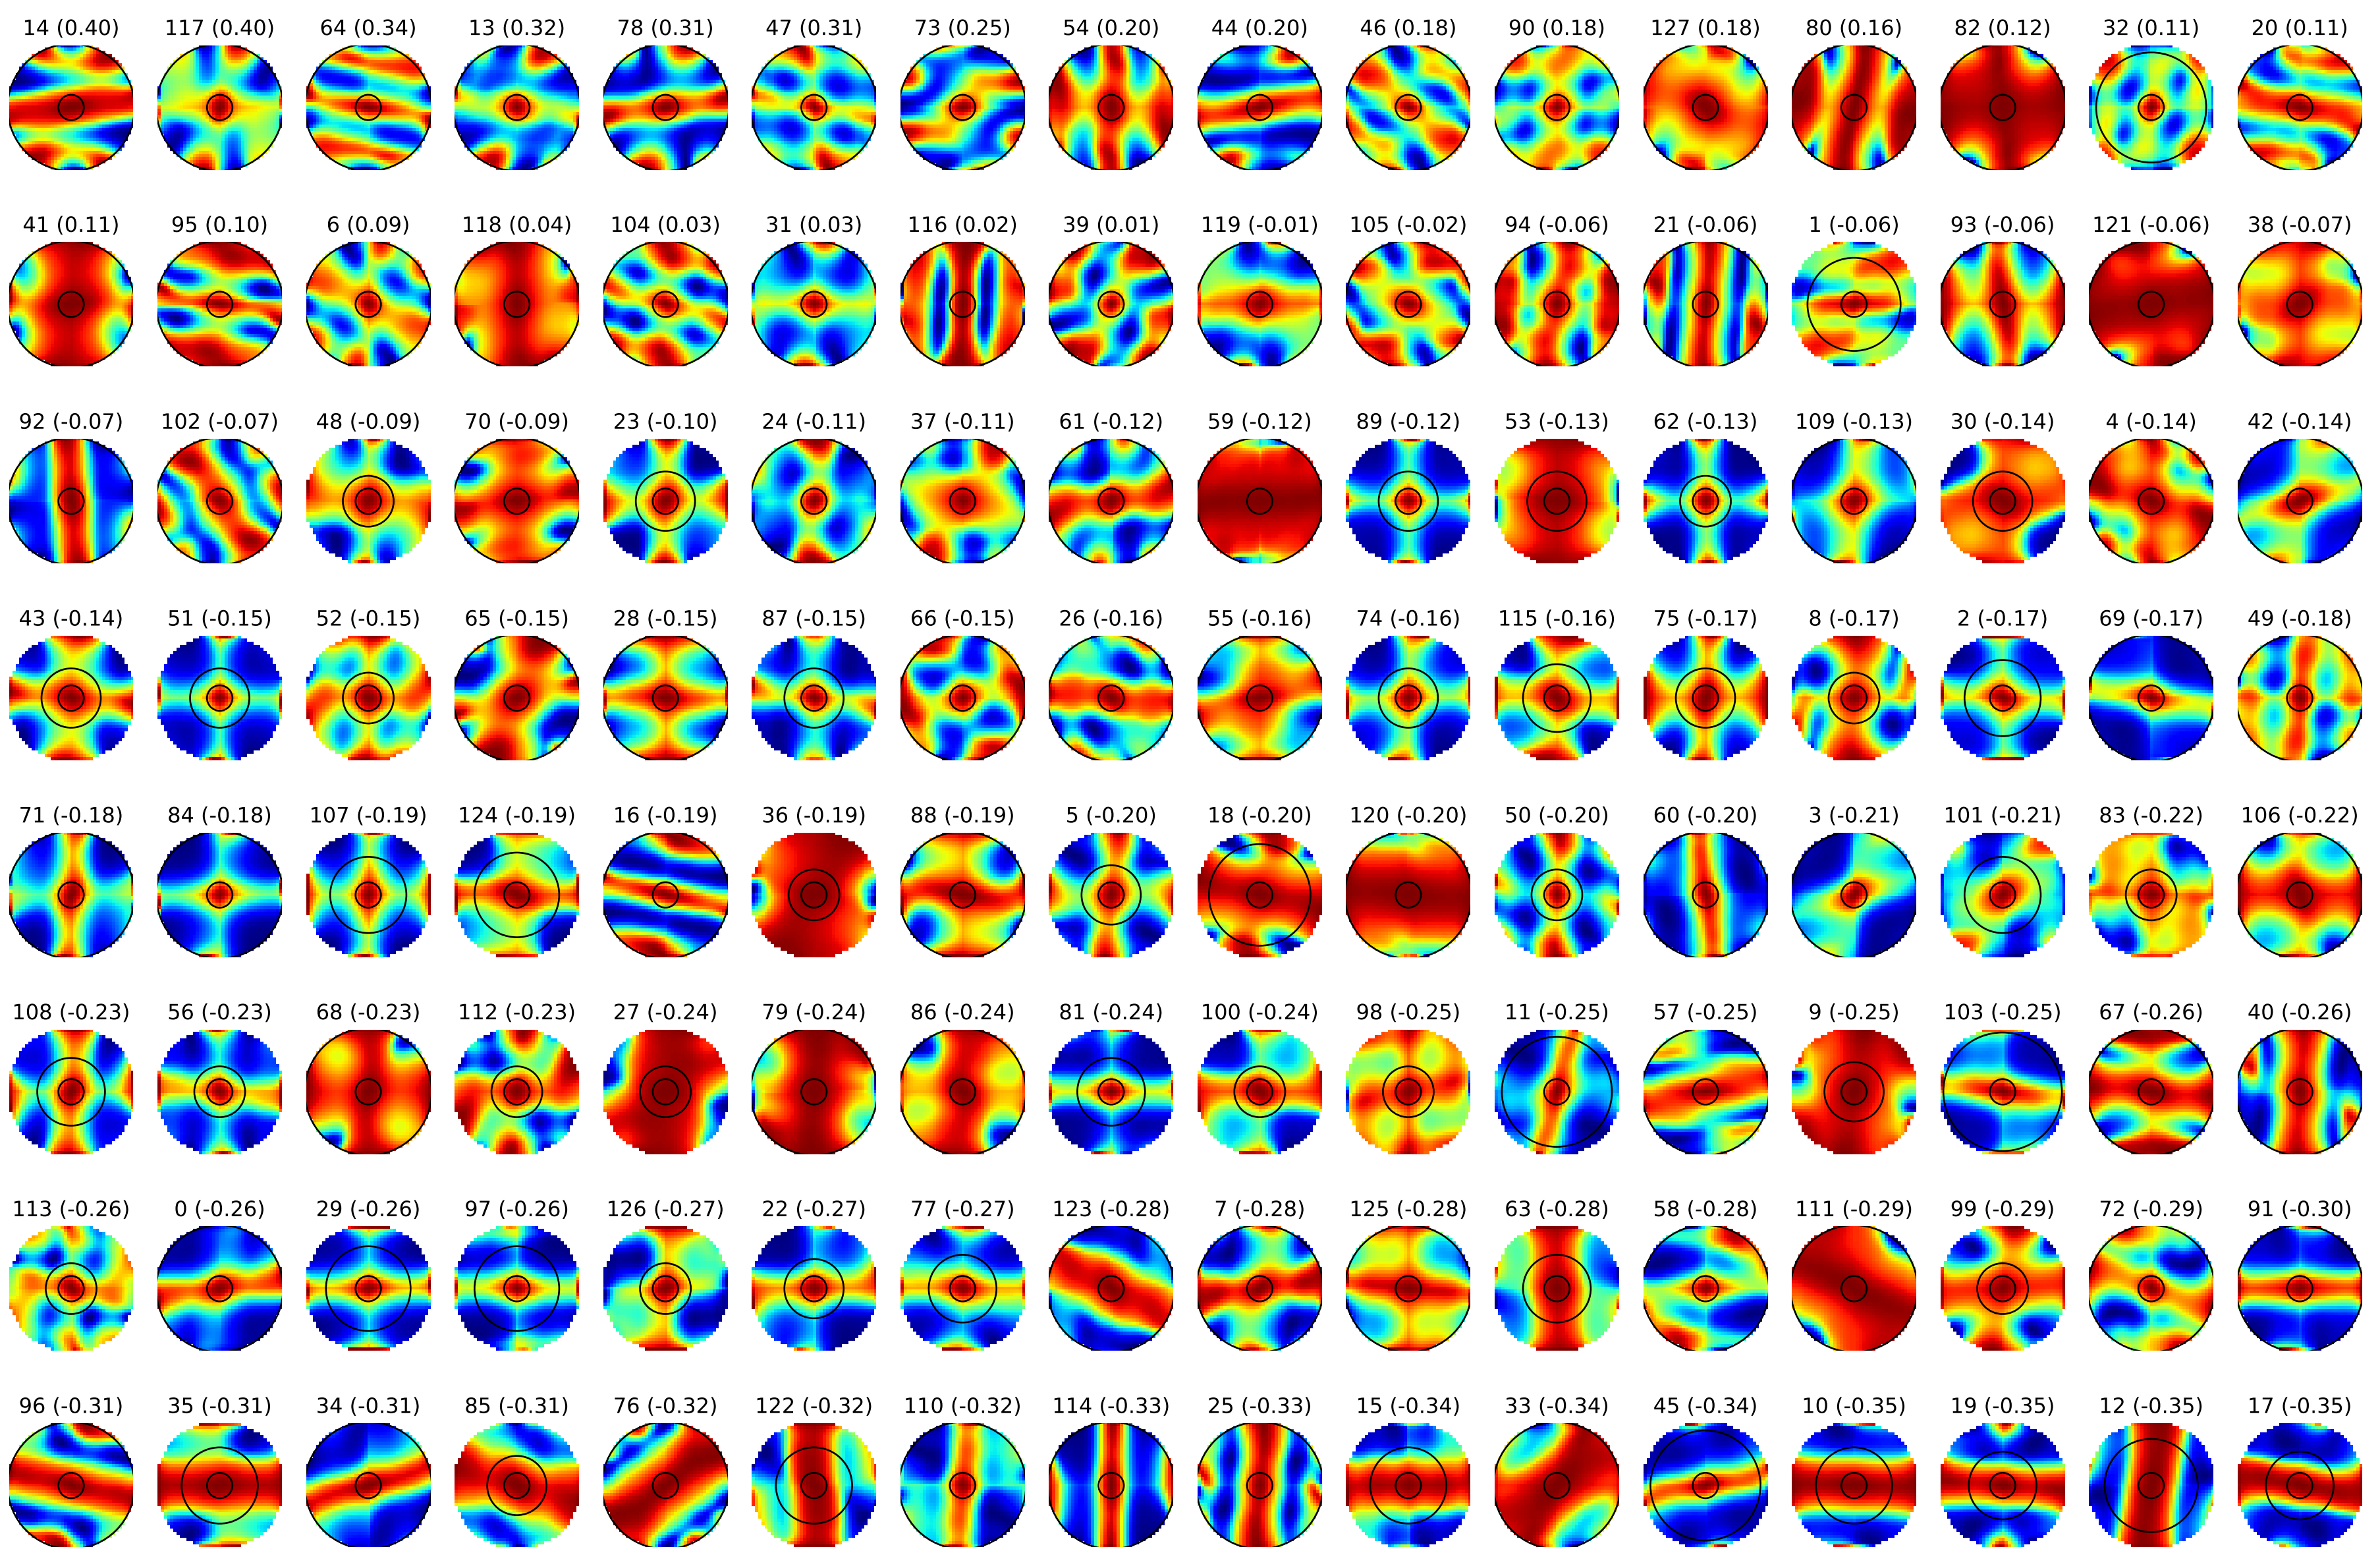 14 (0.40) 117 (0.40) 64 (0.34) 13 (0.32) 78 (0.31) 47 (0.31) 73 (0.25) 54 (0.20) 44 (0.20) 46 (0.18) 90 (0.18) 127 (0.18) 80 (0.16) 82 (0.12) 32 (0.11) 20 (0.11)
41 (0.11) 95 (0.10) 6 (0.09) 118 (0.04) 104 (0.03) 31 (0.03) 116 (0.02) 39 (0.01) 119 (-0.01) 105 (-0.02) 94 (-0.06) 21 (-0.06) 1 (-0.06) 93 (-0.06) 121 (-0.06) 38 (-0.07)
92 (-0.07) 102 (-0.07) 48 (-0.09) 70 (-0.09) 23 (-0.10) 24 (-0.11) 37 (-0.11) 61 (-0.12) 59 (-0.12) 89 (-0.12) 53 (-0.13) 62 (-0.13) 109 (-0.13) 30 (-0.14) 4 (-0.14) 42 (-0.14)
43 (-0.14) 51 (-0.15) 52 (-0.15) 65 (-0.15) 28 (-0.15) 87 (-0.15) 66 (-0.15) 26 (-0.16) 55 (-0.16) 74 (-0.16) 115 (-0.16) 75 (-0.17) 8 (-0.17) 2 (-0.17) 69 (-0.17) 49 (-0.18)
71 (-0.18) 84 (-0.18) 107 (-0.19) 124 (-0.19) 16 (-0.19) 36 (-0.19) 88 (-0.19) 5 (-0.20) 18 (-0.20) 120 (-0.20) 50 (-0.20) 60 (-0.20) 3 (-0.21) 101 (-0.21) 83 (-0.22) 106 (-0.22)
108 (-0.23) 56 (-0.23) 68 (-0.23) 112 (-0.23) 27 (-0.24) 79 (-0.24) 86 (-0.24) 81 (-0.24) 100 (-0.24) 98 (-0.25) 11 (-0.25) 57 (-0.25) 9 (-0.25) 103 (-0.25) 67 (-0.26) 40 (-0.26)
113 (-0.26) 0 (-0.26) 29 (-0.26) 97 (-0.26) 126 (-0.27) 22 (-0.27) 77 (-0.27) 123 (-0.28) 7 (-0.28) 125 (-0.28) 63 (-0.28) 58 (-0.28) 111 (-0.29) 99 (-0.29) 72 (-0.29) 91 (-0.30)
96 (-0.31) 35 (-0.31) 34 (-0.31) 85 (-0.31) 76 (-0.32) 122 (-0.32) 110 (-0.32) 114 (-0.33) 25 (-0.33) 15 (-0.34) 33 (-0.34) 45 (-0.34) 10 (-0.35) 19 (-0.35) 12 (-0.35) 17 (-0.35)